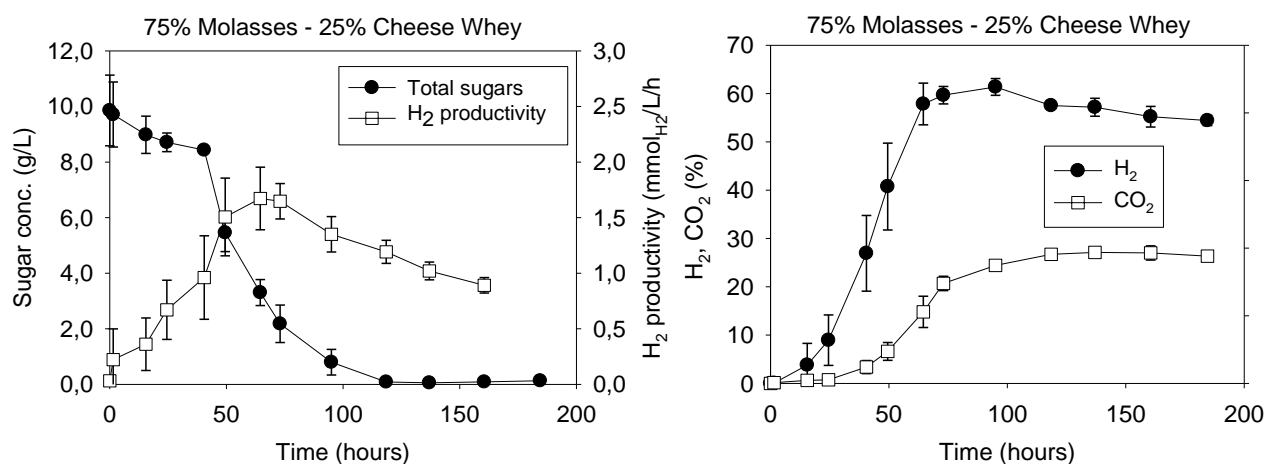 75% Molasses - 25% Cheese Whey
12,0
10,0
8,0
6,0
4,0
2,0
0,0
Sugar conc. (g/L)
Total sugars
H2 productivity
3,0
2,5
2,0
1,5
1,0
0,5
0,0
H2 productivity (mmolH2/L/h)
0
50
100
150
200
Time (hours)
75% Molasses - 25% Cheese Whey
70
60
50
40
30
20
10
0
H2, CO2 (%)
H2
CO2
0
50
100
150
200
Time (hours)